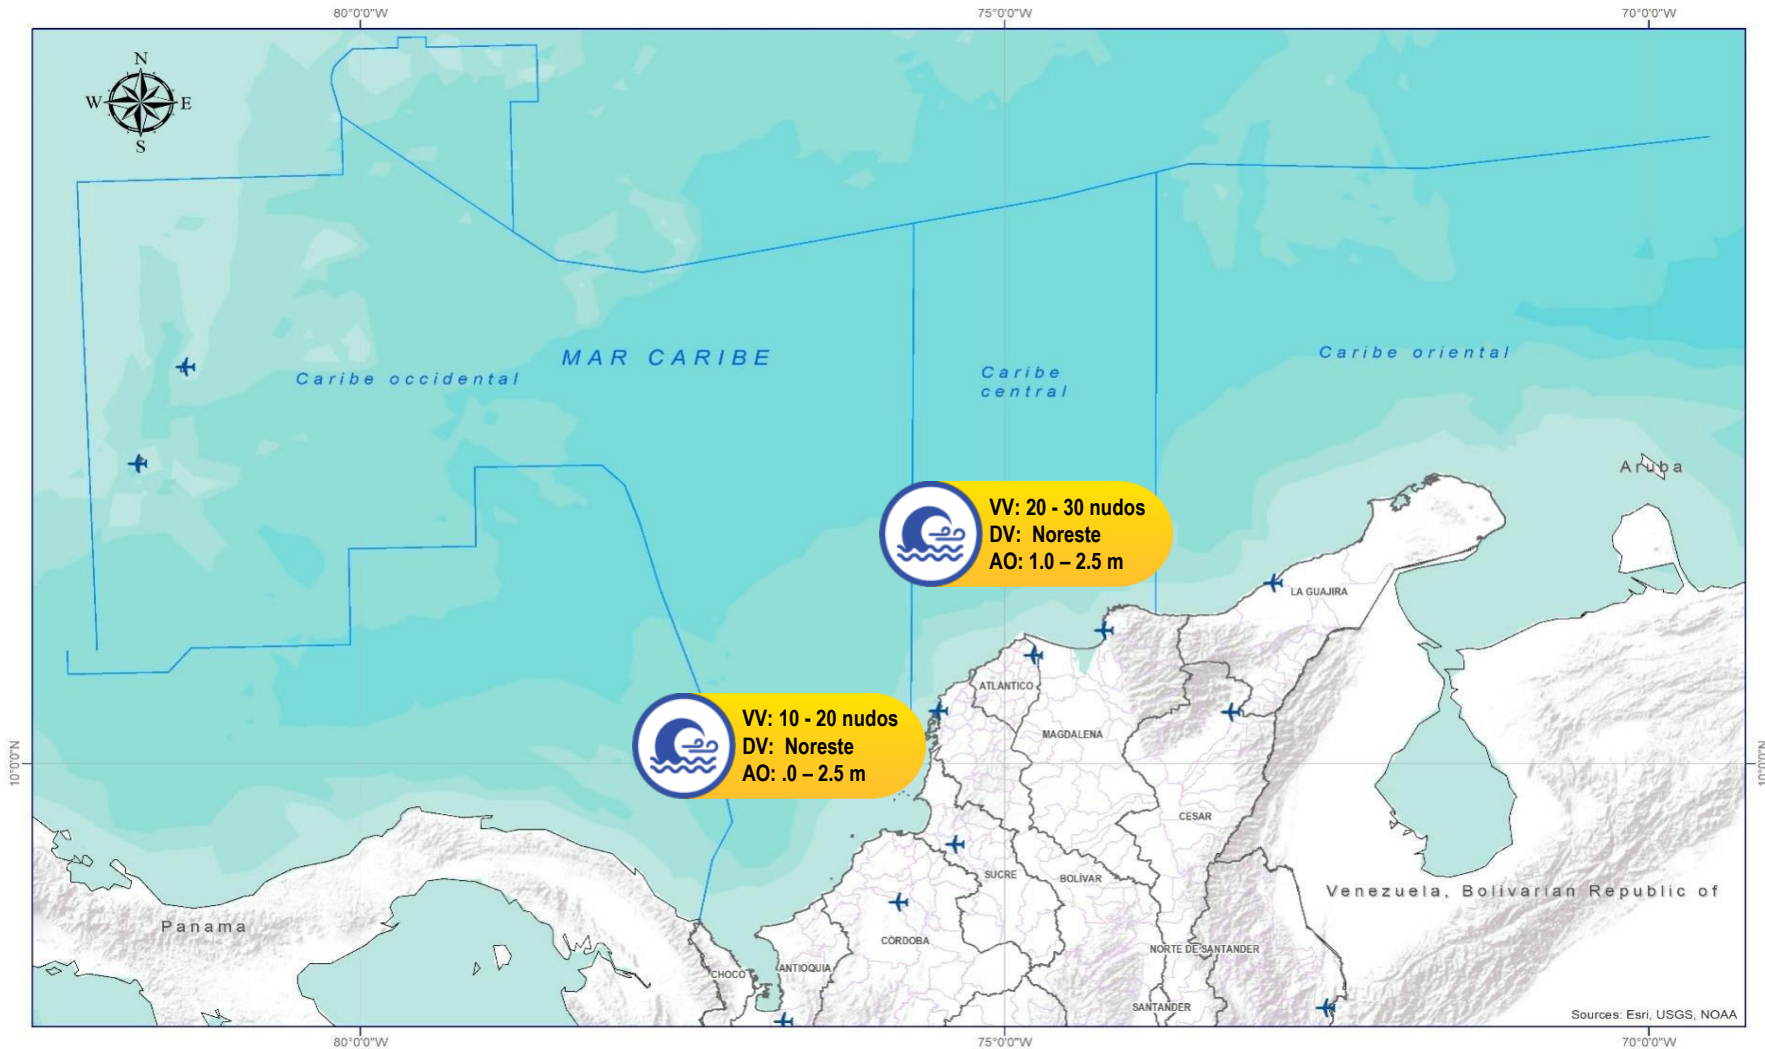 80°0'0"W
75°0'0"W
70°0'0"W
N
W
E
S
MAR CARIBE
Caribe occidental
Caribe
central
Caribe oriental
Aruba
VV: 20 - 30 nudos
DV: Noreste
AO: 1.0 – 2.5 m
LA GUAJIRA
ATLANTICO
VV: 10 - 20 nudos
DV: Noreste
AO: .0 – 2.5 m
MAGDALENA
10°0'0"N
10°0'0"N
CESAR
SUCRE
BOLÍVAR
Venezuela, Bolivarian Republic of
Panama
CÓRDOBA
NORTE DE SANTANDER
CHOCO
ANTIOQUIA
SANTANDER
Sources: Esri, USGS, NOAA
80°0'0"W
75°0'0"W
70°0'0"W